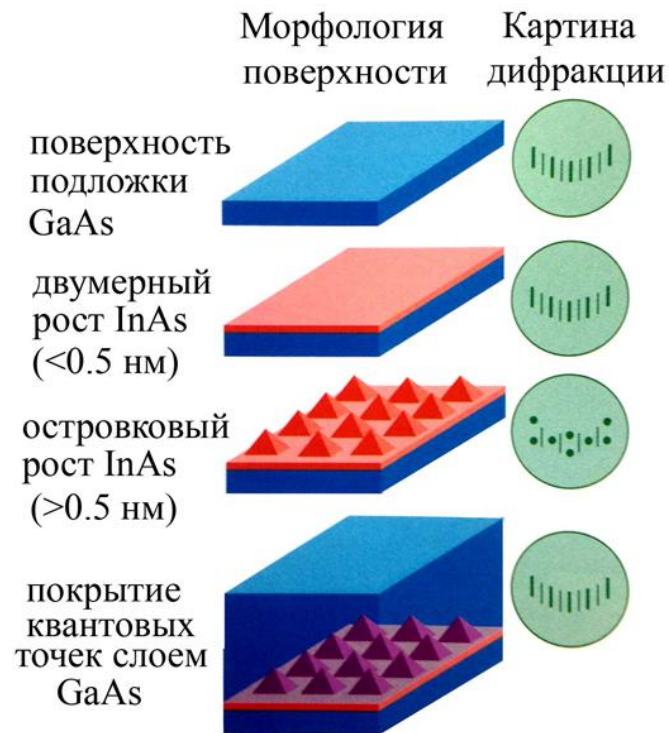 Морфология
поверхности
Картина
дифракции
поверхность
подложки
GaAs
двумерный
рост InAs
(<0.5 нм)
островковый
рост InAs
(>0.5 нм)
покрытие
квантовых
точек слоем
GaAs